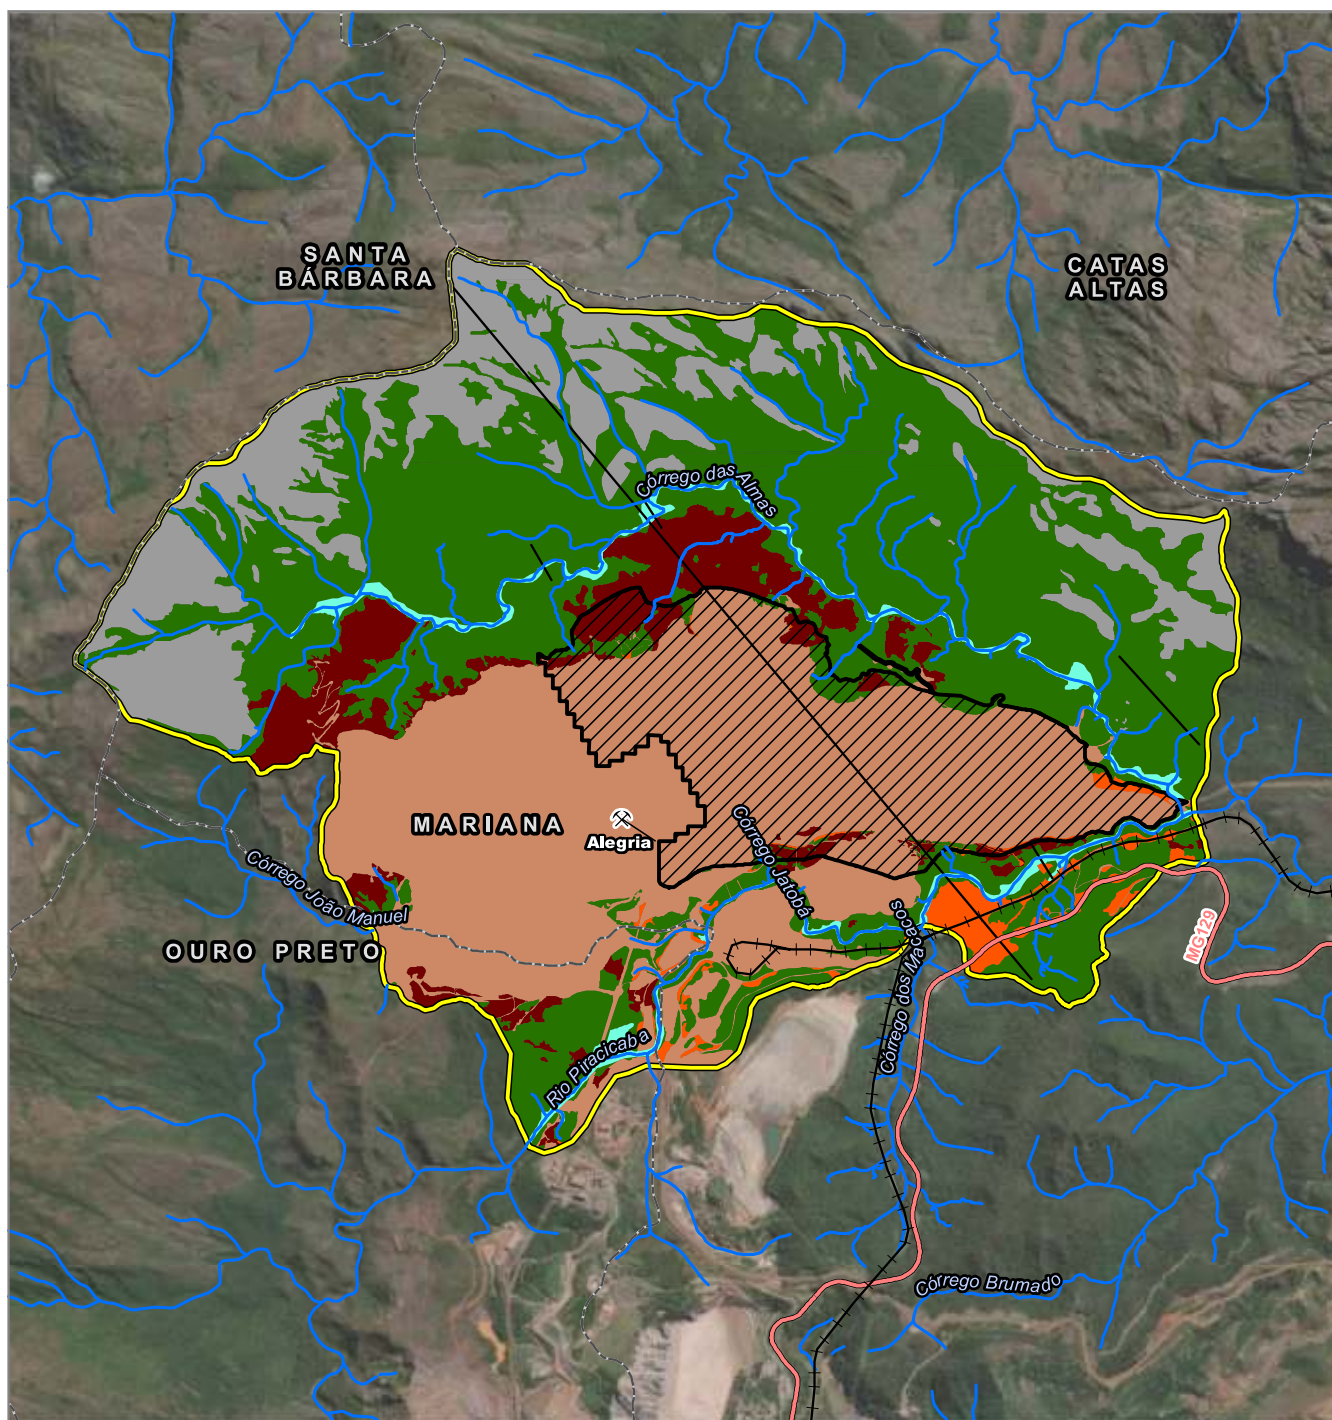 SANTA
BÁRBARA
CATAS
ALTAS
Córrego das Almas
MARIANA
Alegria
Córrego Jatobá
Córrego João Manuel
OURO PRETO
Córrego dos Macacos
MG129
Rio Piracicaba
Córrego Brumado